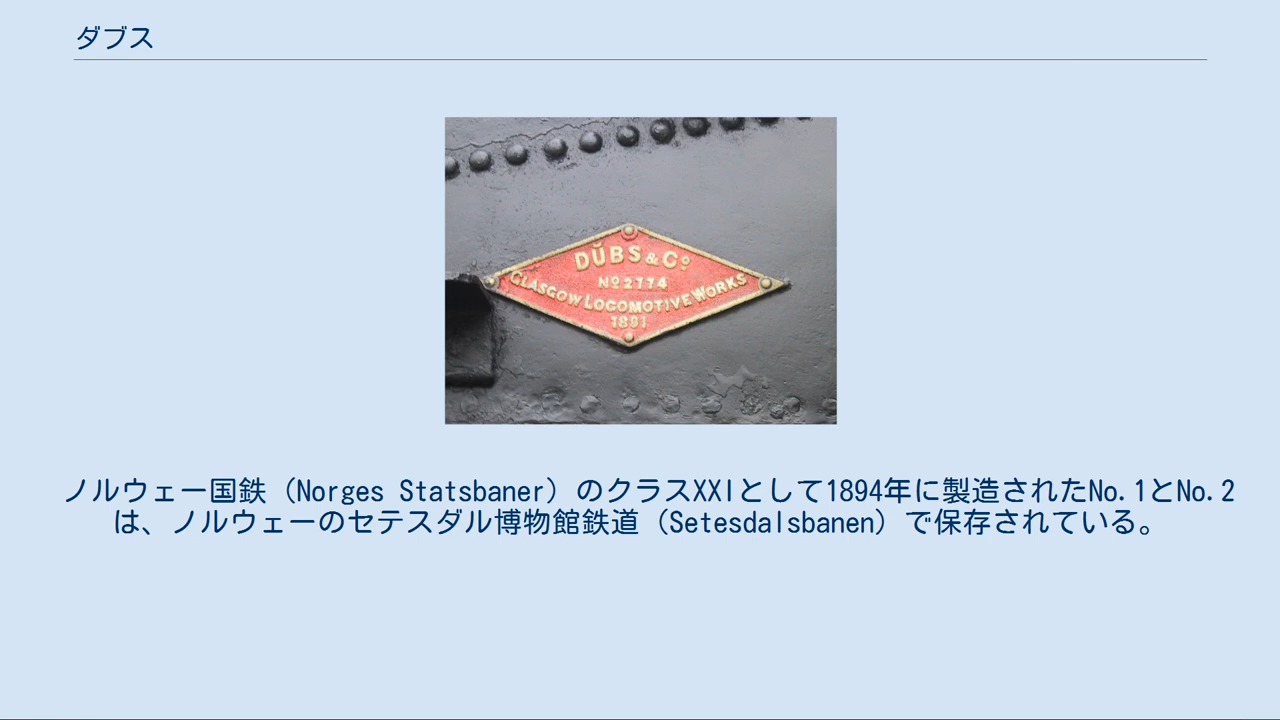 ダブス
DÜBS & Cº
Nº 2774
GLASGOW LOCOMOTIVE WORKS
1891
ノルウェー国鉄（Norges Statsbaner）のクラスXXIとして1894年に製造されたNo.1とNo.2
は、ノルウェーのセテスダル博物館鉄道（Setesdalsbanen）で保存されている。